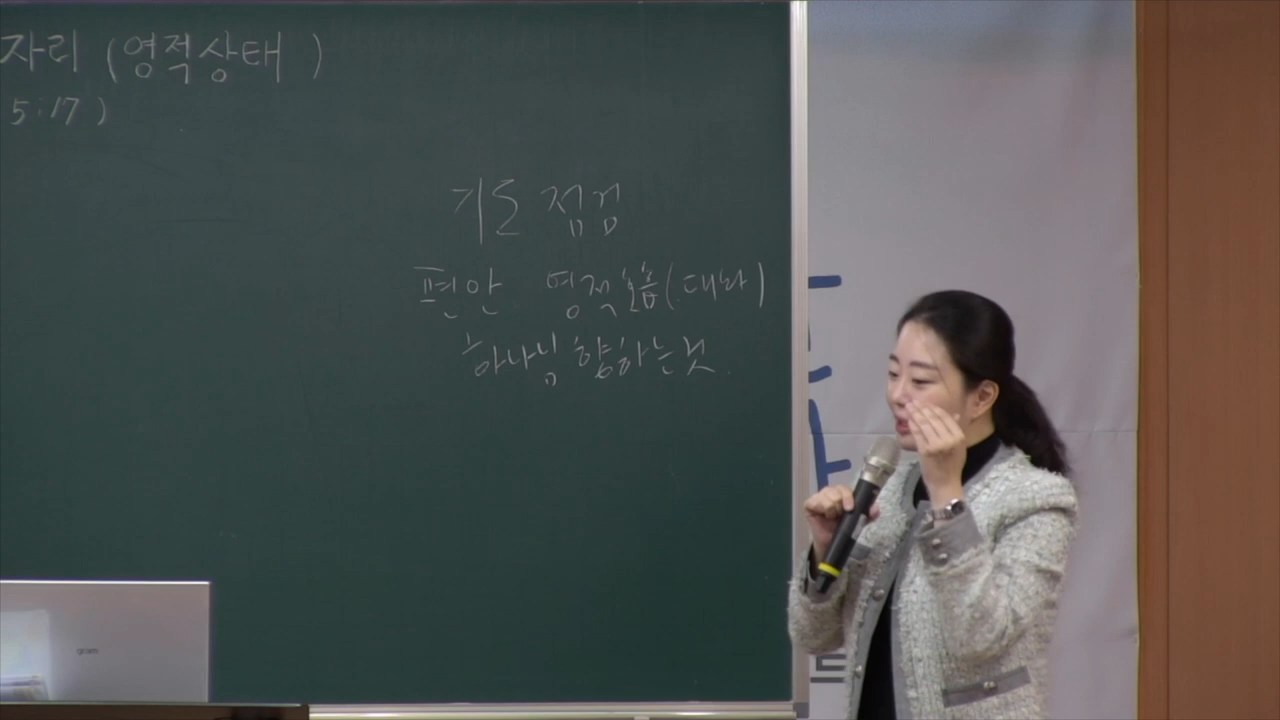 자리 (영적상태 )
5:17 )
기도 점검
편안 영적호흡(대화)
하나님 향하는것.
gram